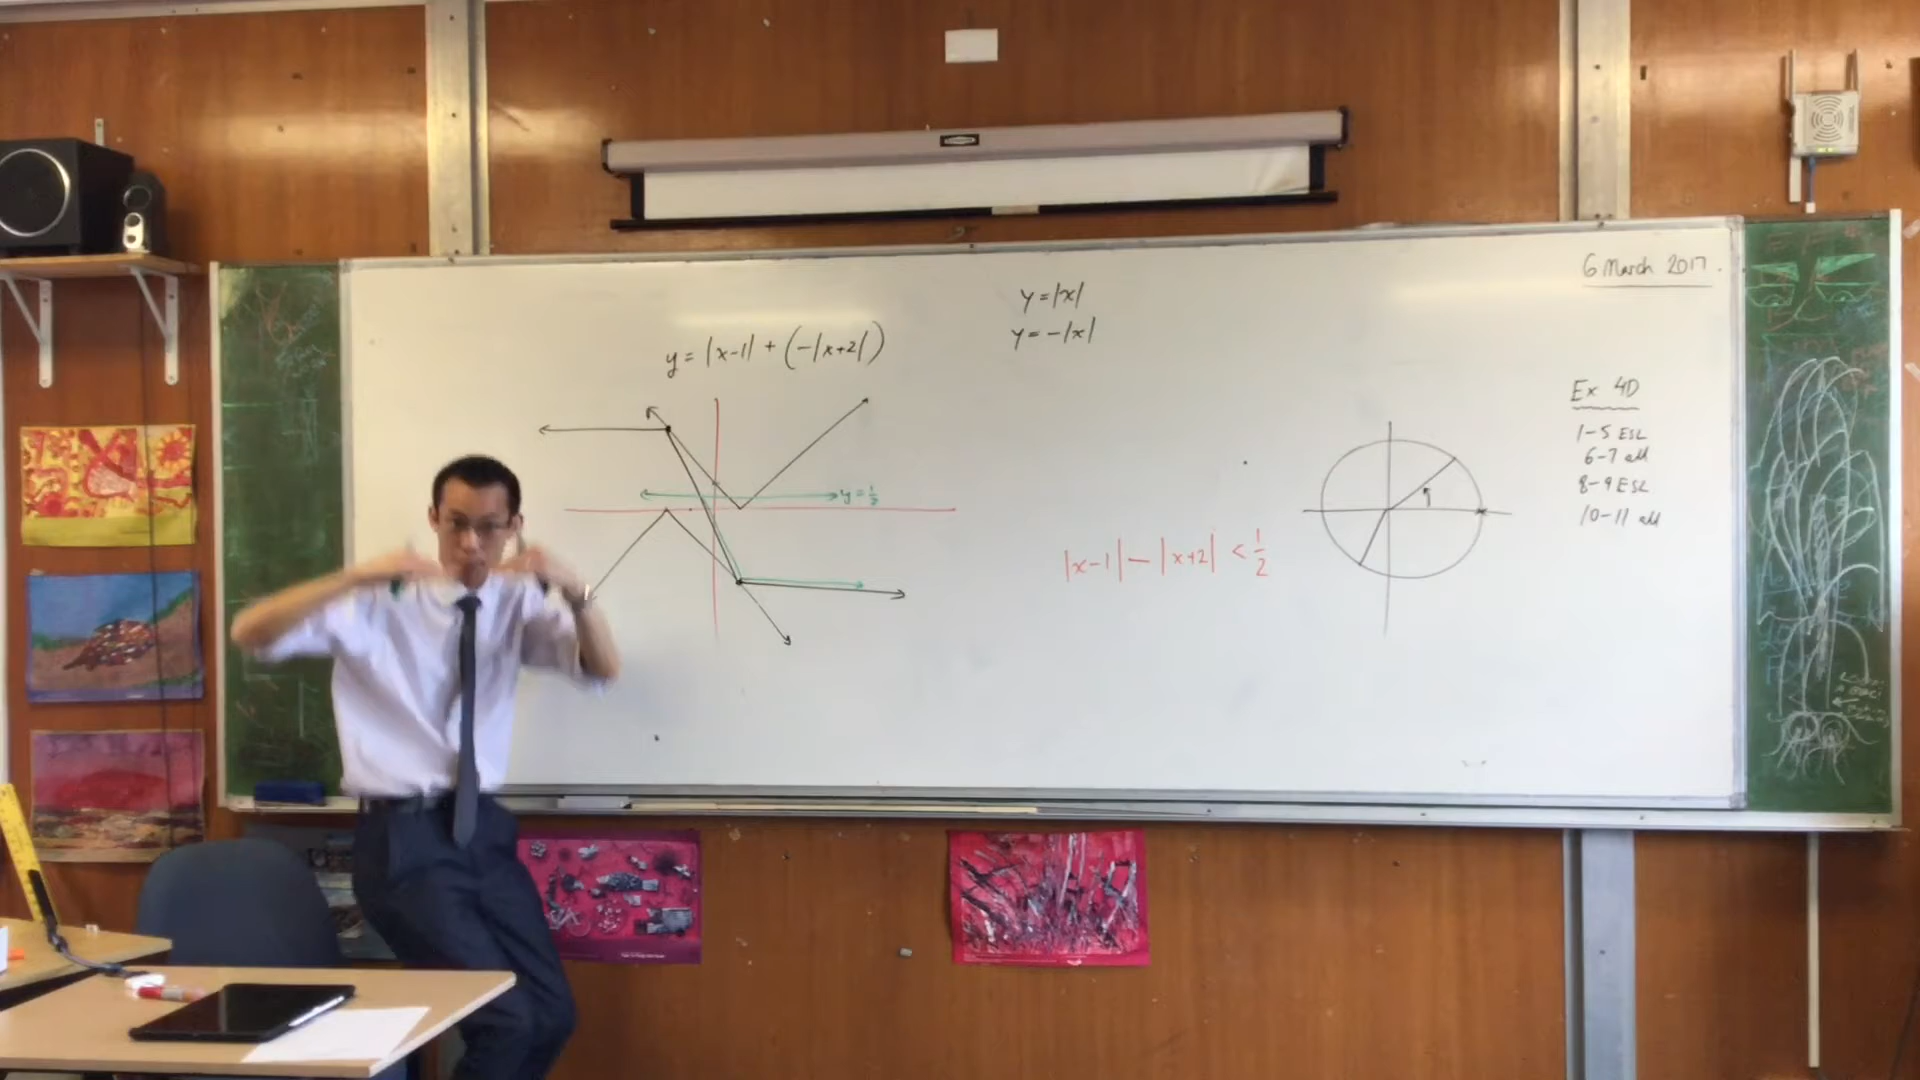 6 March 2017.
y = |x|
y = -|x|
y = |x-1| + (-|x+2|)
Ex 4D
1-5 ESL
6-7 all
8-9 ESL
10-11 all
y = 1/2
|x-1| - |x+2| < 1/2